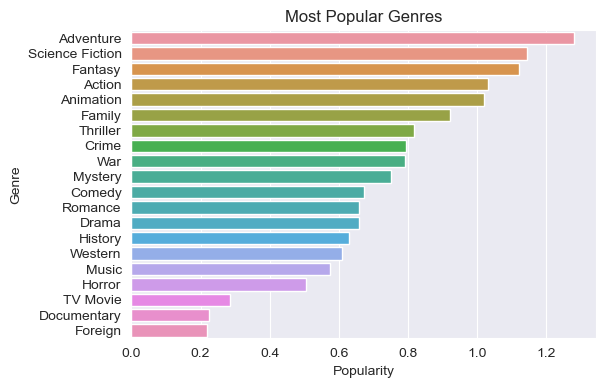 Most Popular Genres
Genre
Adventure
Science Fiction
Fantasy
Action
Animation
Family
Thriller
Crime
War
Mystery
Comedy
Romance
Drama
History
Western
Music
Horror
TV Movie
Documentary
Foreign
0.0 0.2 0.4 0.6 0.8 1.0 1.2
Popularity